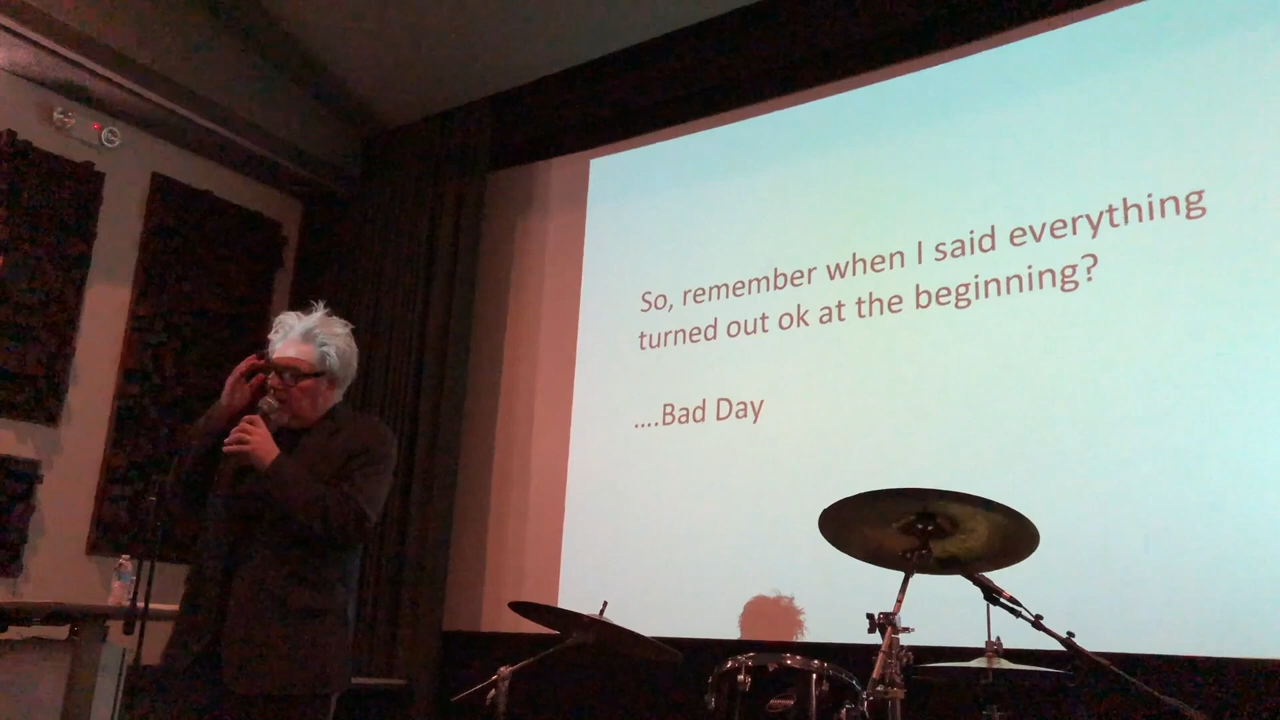 So, remember when I said everything
turned out ok at the beginning?
....Bad Day